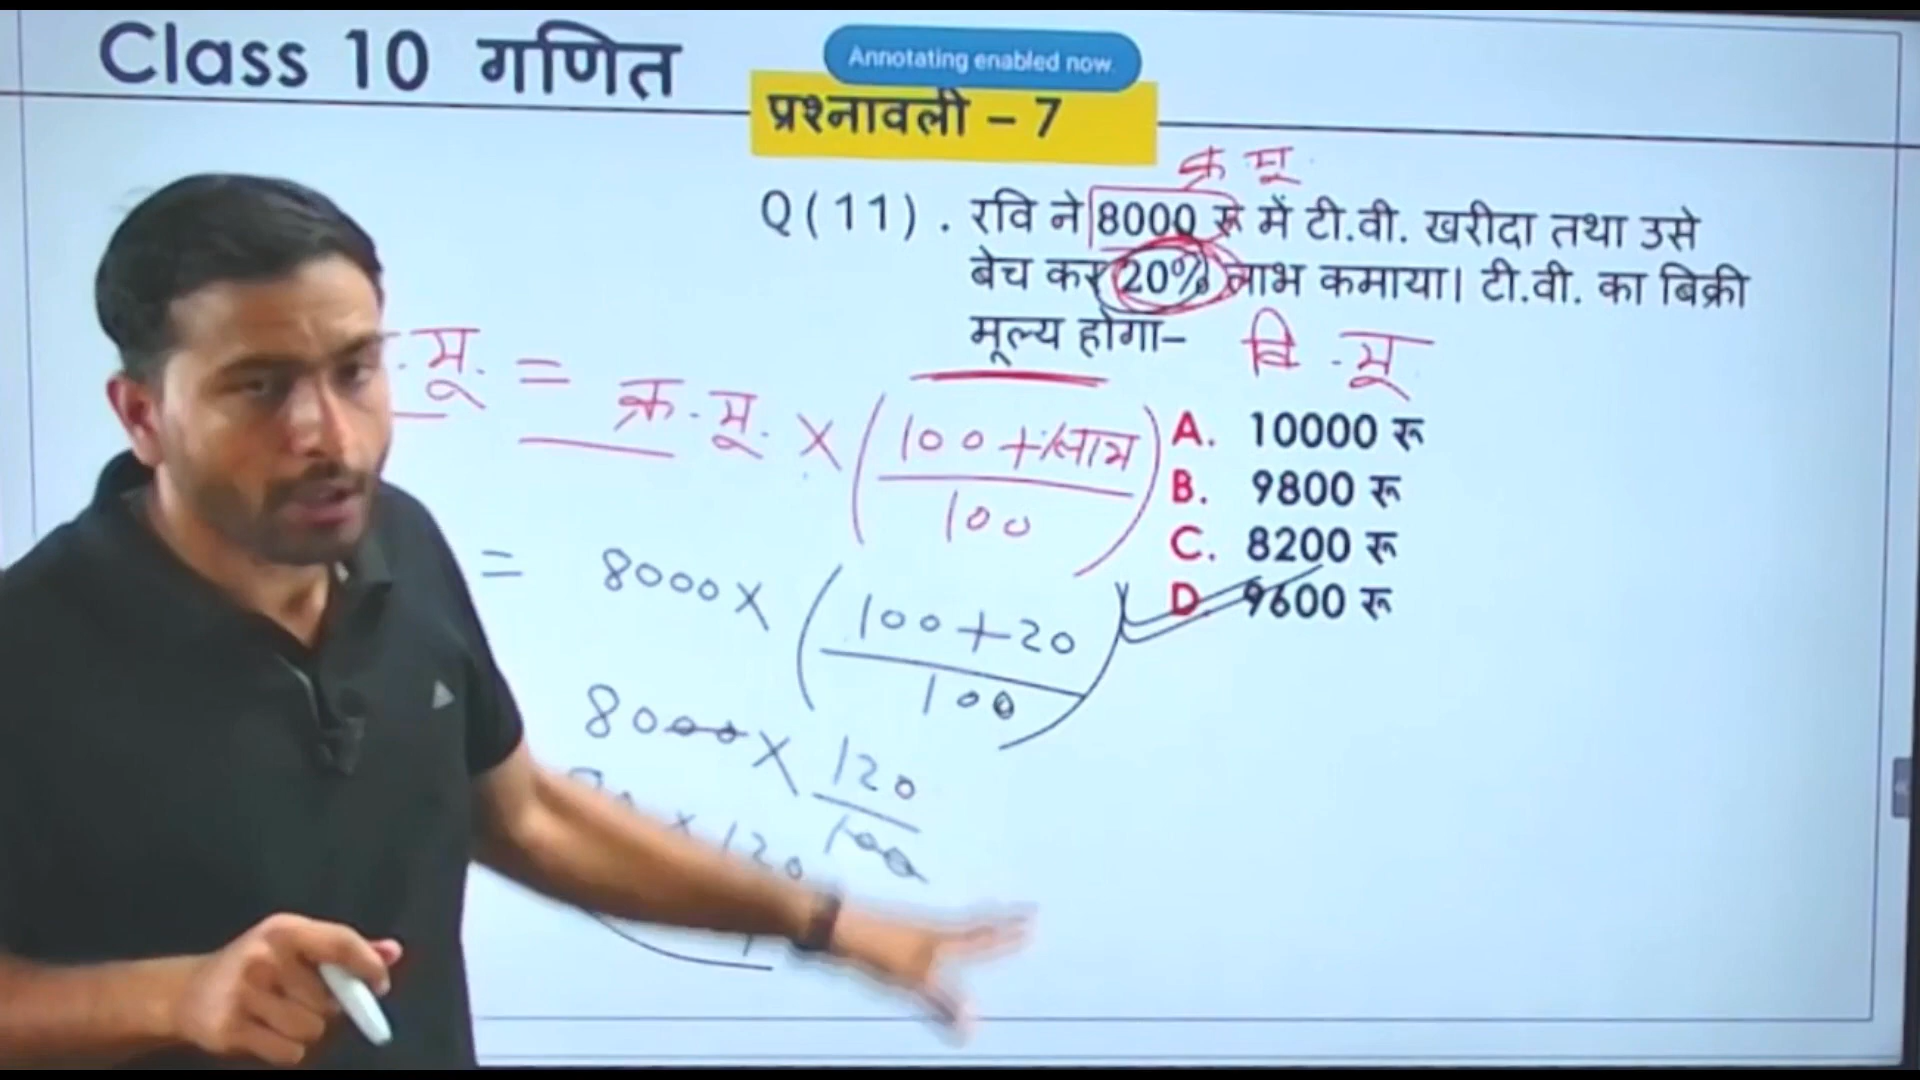 Class 10 गणित
Annotating enabled now.
प्रश्नावली – 7
क्र मू.
Q(11). रवि ने 8000 रू में टी.वी. खरीदा तथा उसे
बेच कर 20% लाभ कमाया। टी.वी. का बिक्री
मूल्य होगा–
वि.मू
.मू. = क्र.मू. × (100+लाभ
100)
A. 10000 रू
B. 9800 रू
C. 8200 रू
D. 9600 रू
= 8000 × (100+20
100)
8000 × 120
100
× 120